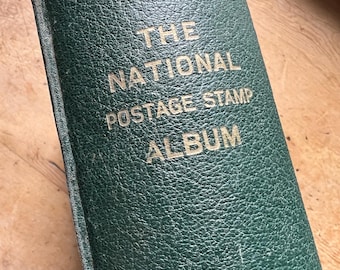 THE
NATIONAL
POSTAGE STAMP
ALBUM